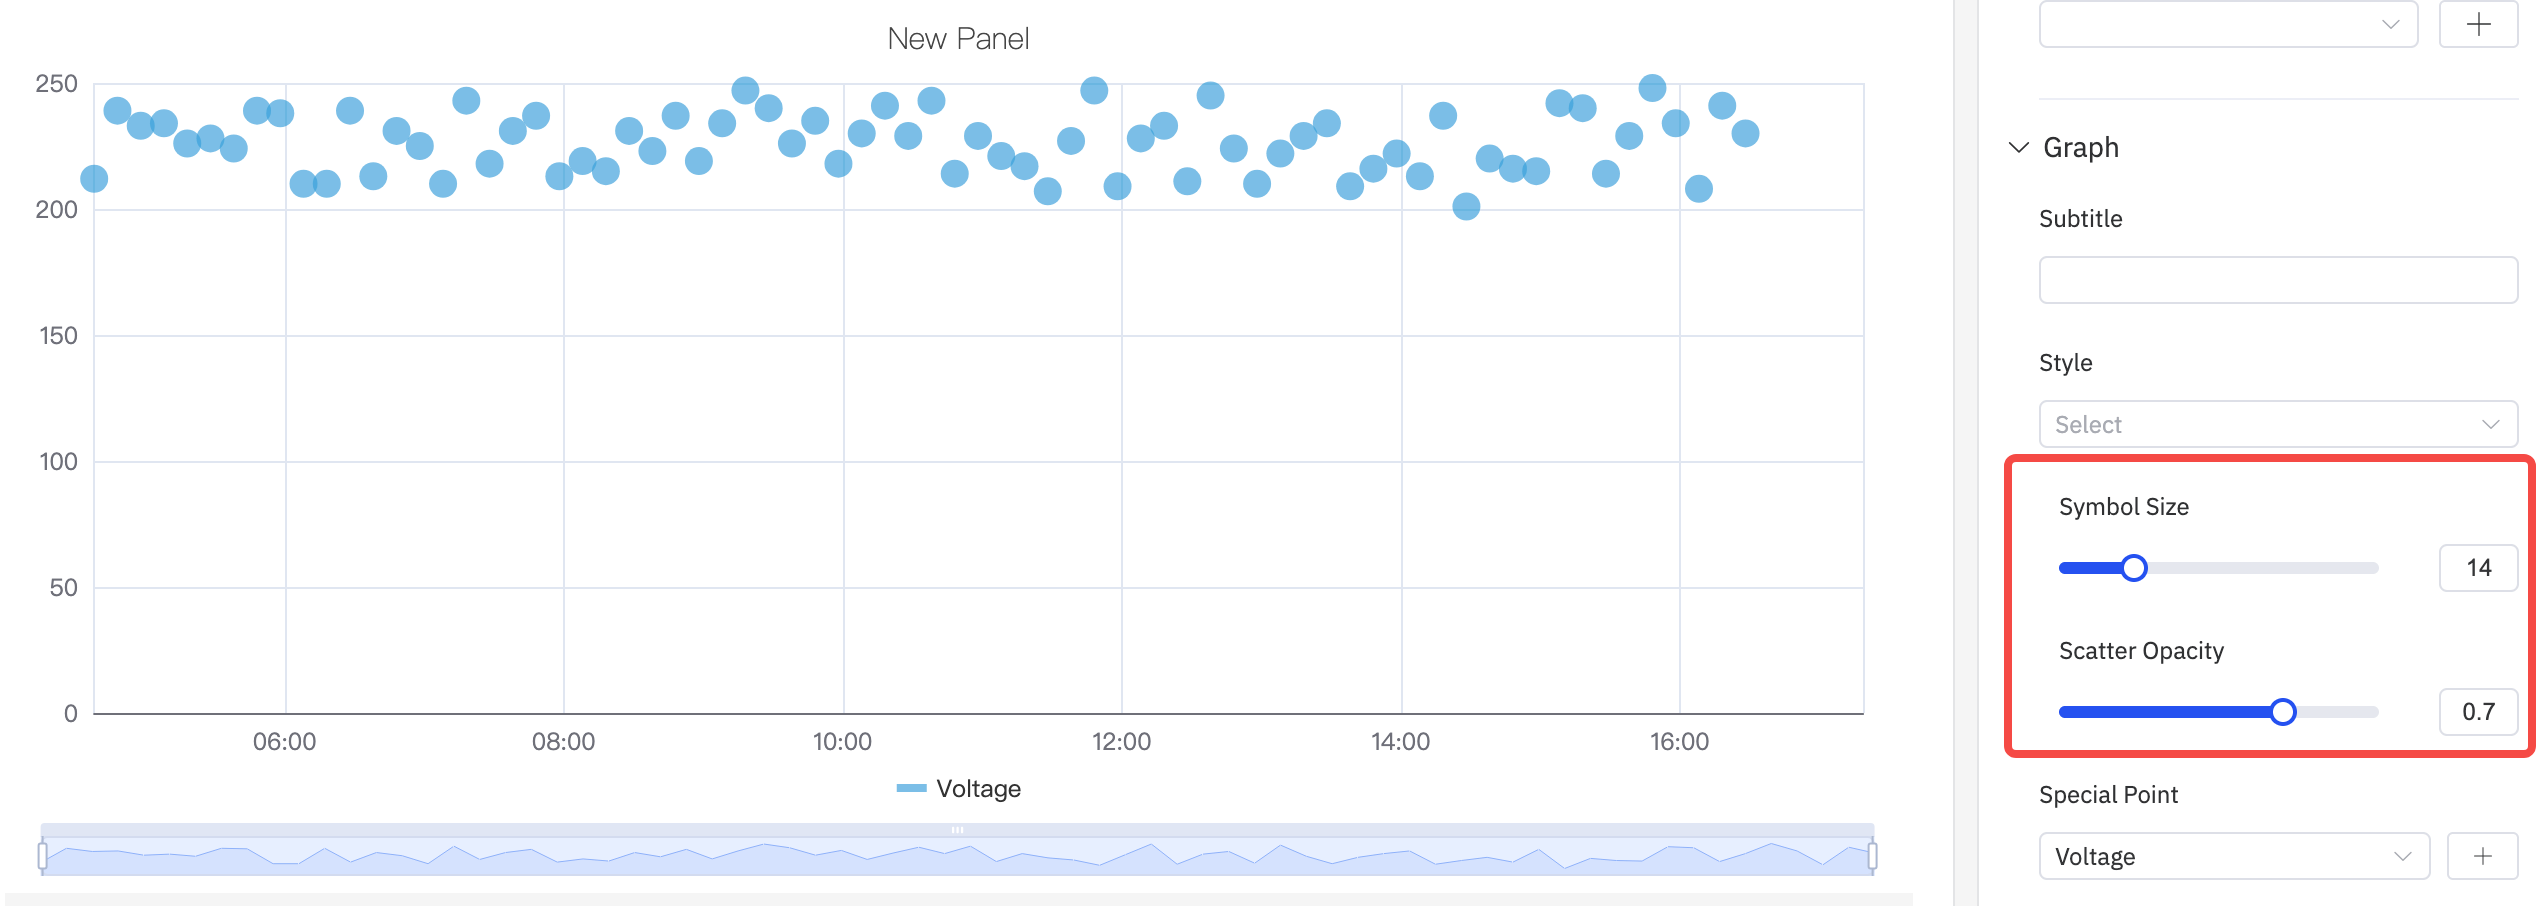 New Panel
250
200
150
100
50
0
06:00 08:00 10:00 12:00 14:00 16:00
Voltage
Graph
Subtitle
Style
Select
Symbol Size
14
Scatter Opacity
0.7
Special Point
Voltage